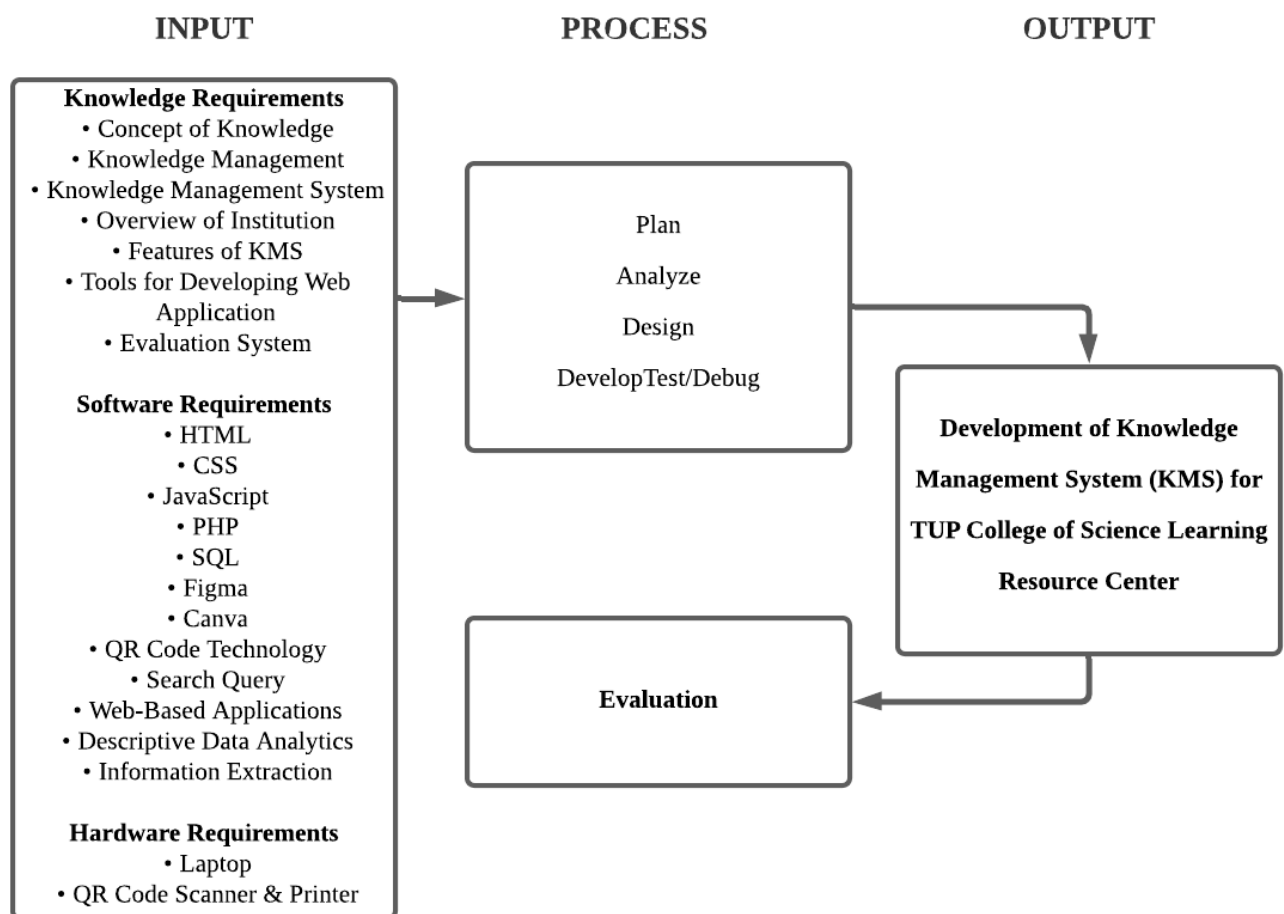 INPUT
PROCESS
OUTPUT
Knowledge Requirements
• Concept of Knowledge
• Knowledge Management
• Knowledge Management System
• Overview of Institution
• Features of KMS
• Tools for Developing Web
Application
• Evaluation System
Software Requirements
• HTML
• CSS
• JavaScript
• PHP
• SQL
• Figma
• Canva
• QR Code Technology
• Search Query
• Web-Based Applications
• Descriptive Data Analytics
• Information Extraction
Hardware Requirements
• Laptop
• QR Code Scanner & Printer
Plan
Analyze
Design
DevelopTest/Debug
Development of Knowledge
Management System (KMS) for
TUP College of Science Learning
Resource Center
Evaluation